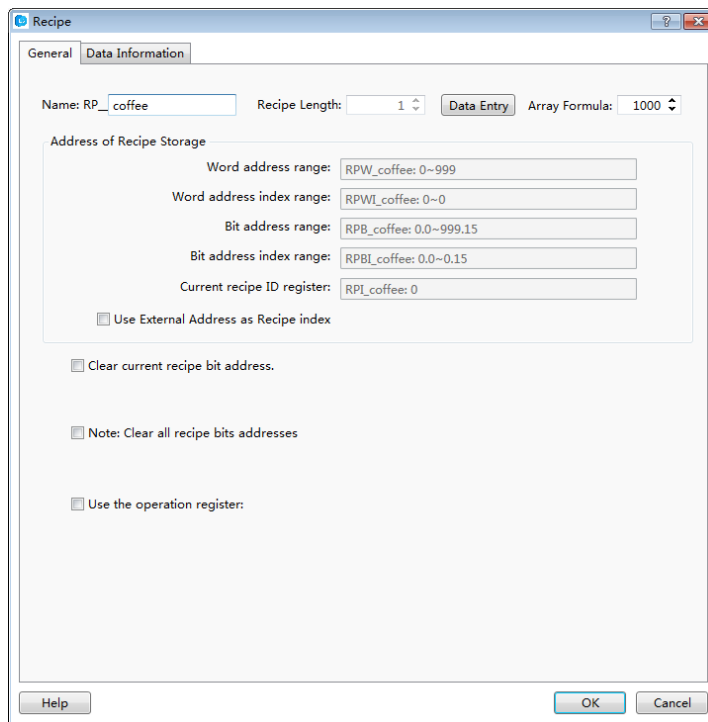 Recipe
General Data Information
Name: RP_ coffee Recipe Length: 1 Data Entry Array Formula: 1000
Address of Recipe Storage
Word address range: RPW_coffee: 0~999
Word address index range: RPWI_coffee: 0~0
Bit address range: RPB_coffee: 0.0~999.15
Bit address index range: RPBI_coffee: 0.0~0.15
Current recipe ID register: RPI_coffee: 0
Use External Address as Recipe index
Clear current recipe bit address.
Note: Clear all recipe bits addresses
Use the operation register:
Help OK Cancel